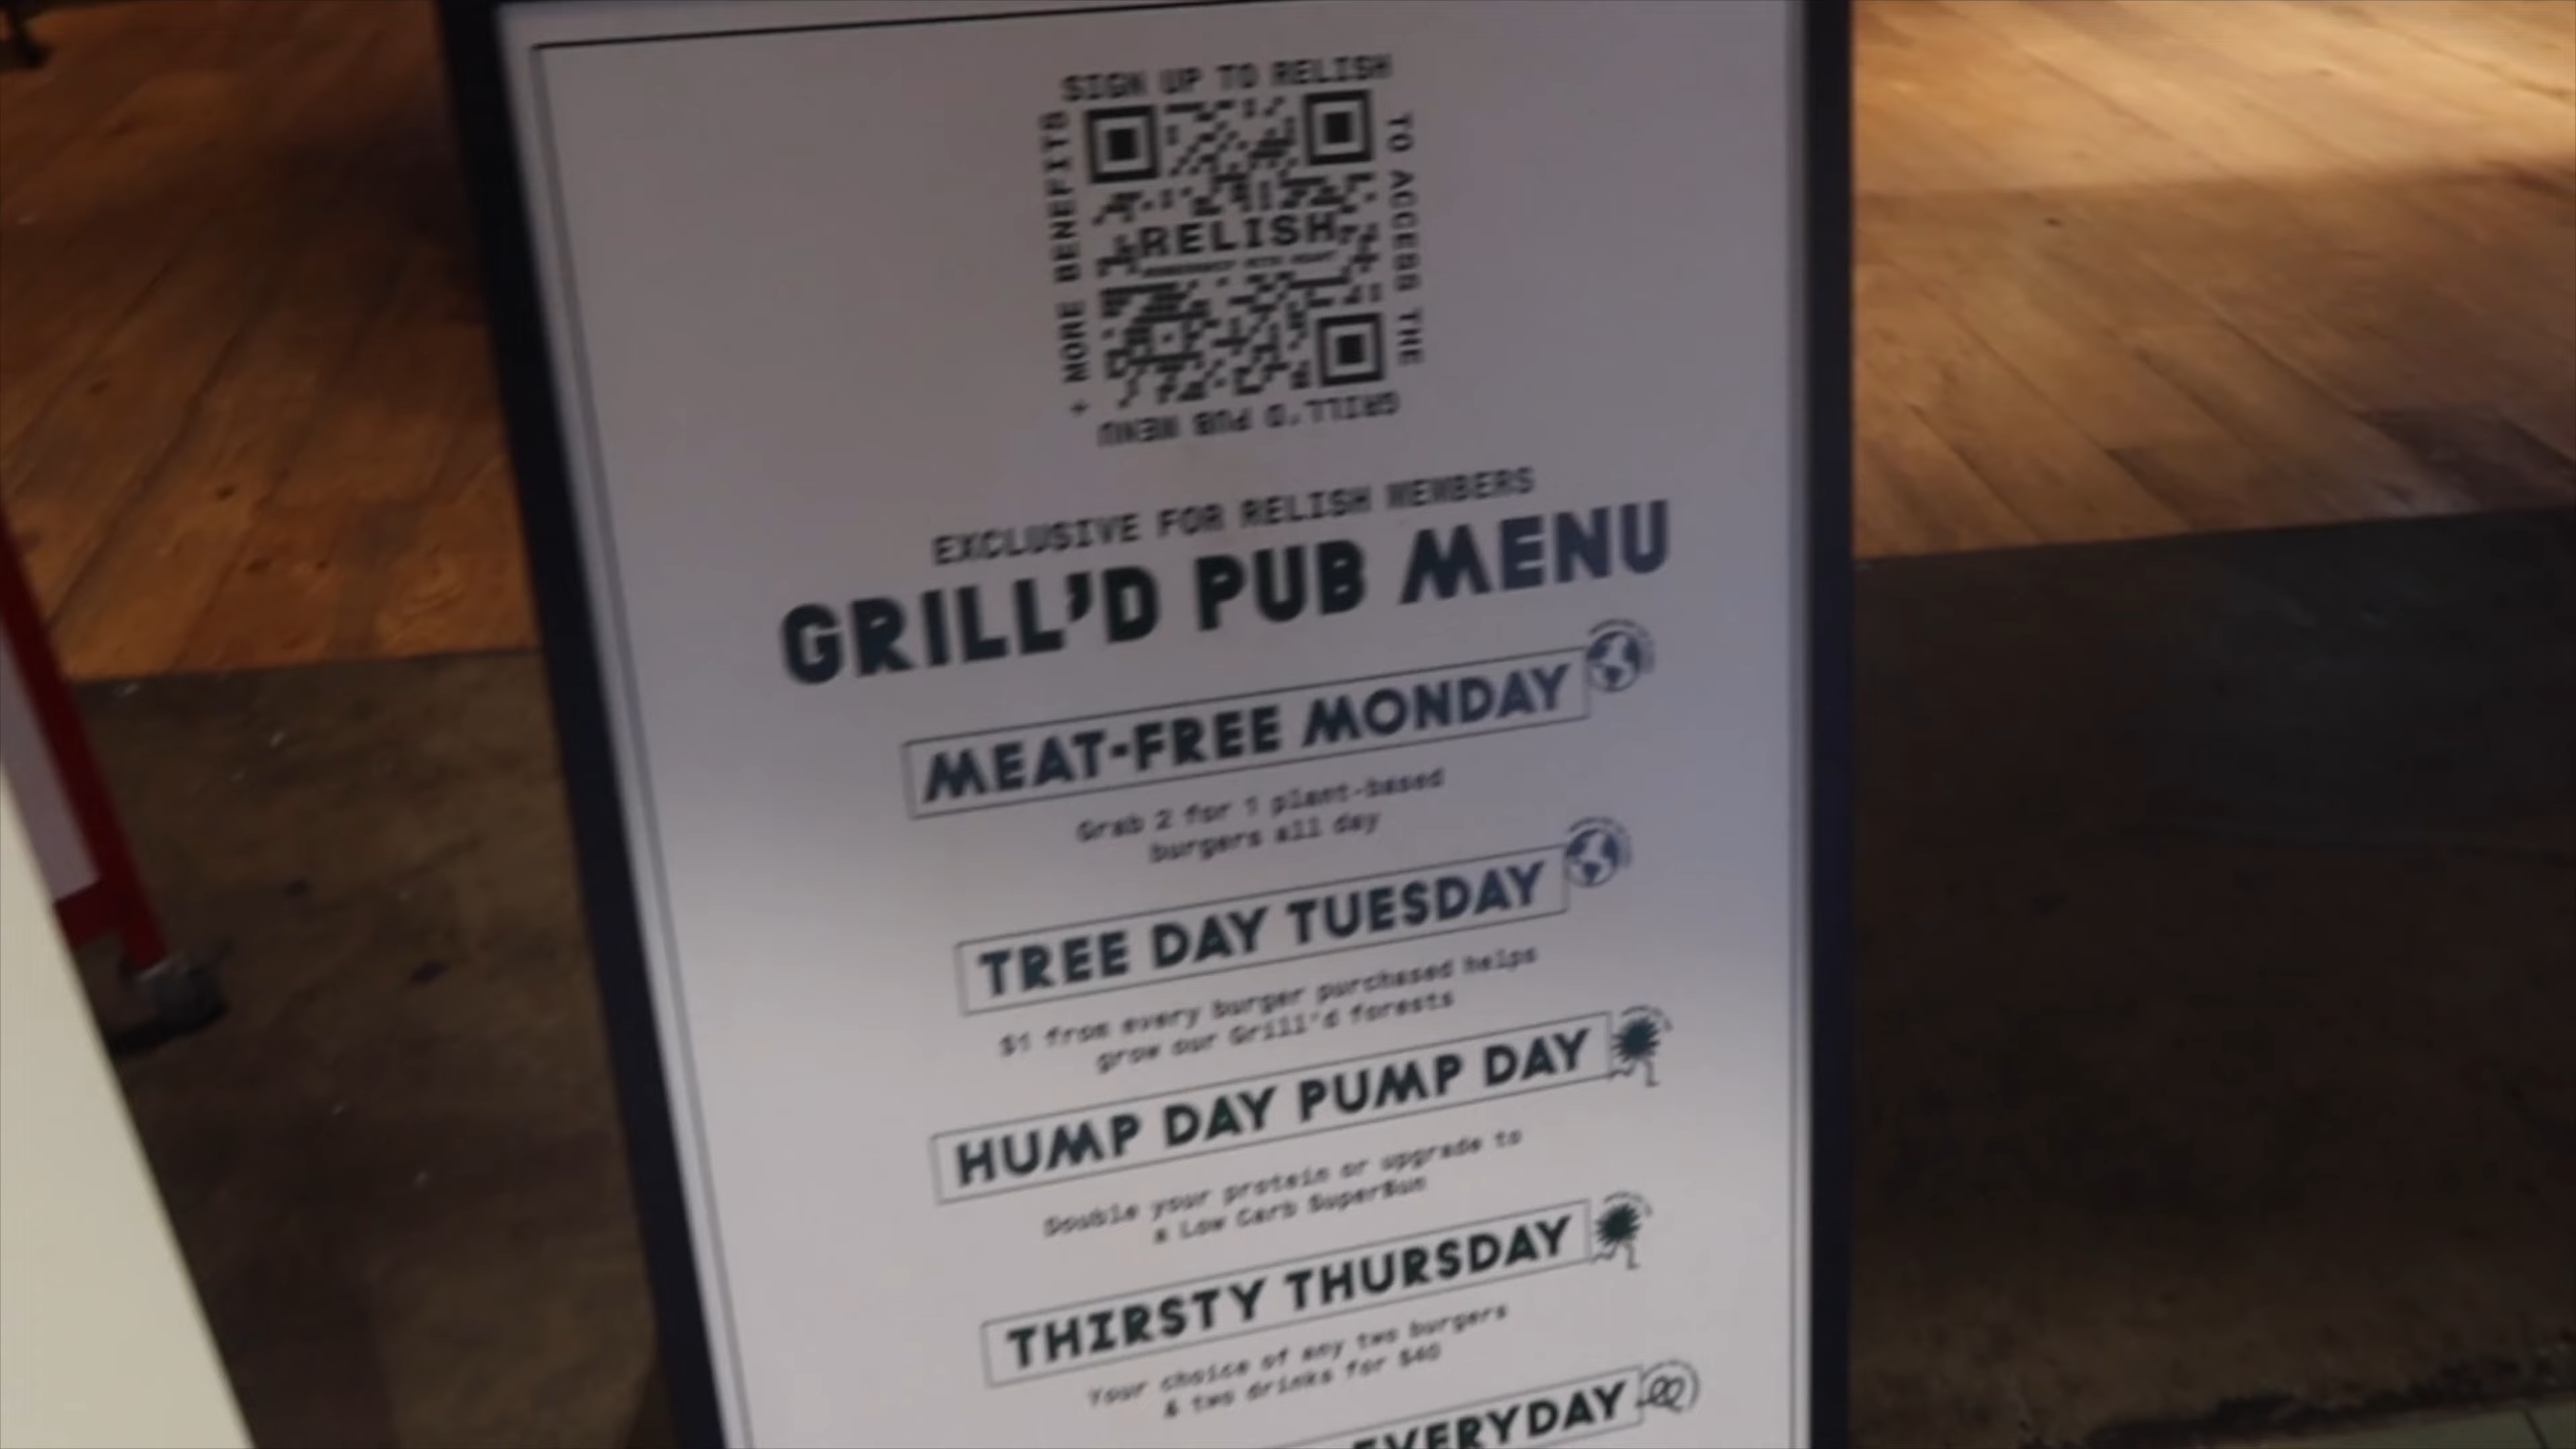 SIGN UP TO RELISH
TO ACCESS THE
GRILL'D PUB MENU
+ MORE BENEFITS
RELISH
EXCLUSIVE FOR RELISH MEMBERS
GRILL'D PUB MENU
MEAT-FREE MONDAY
Grab 2 for 1 plant-based
burgers all day
TREE DAY TUESDAY
$1 from every burger purchased helps
grow our Grill'd forests
HUMP DAY PUMP DAY
Double your protein or upgrade to
a Low Carb SuperBun
THIRSTY THURSDAY
Your choice of any two burgers
& two drinks for $40
EVERYDAY